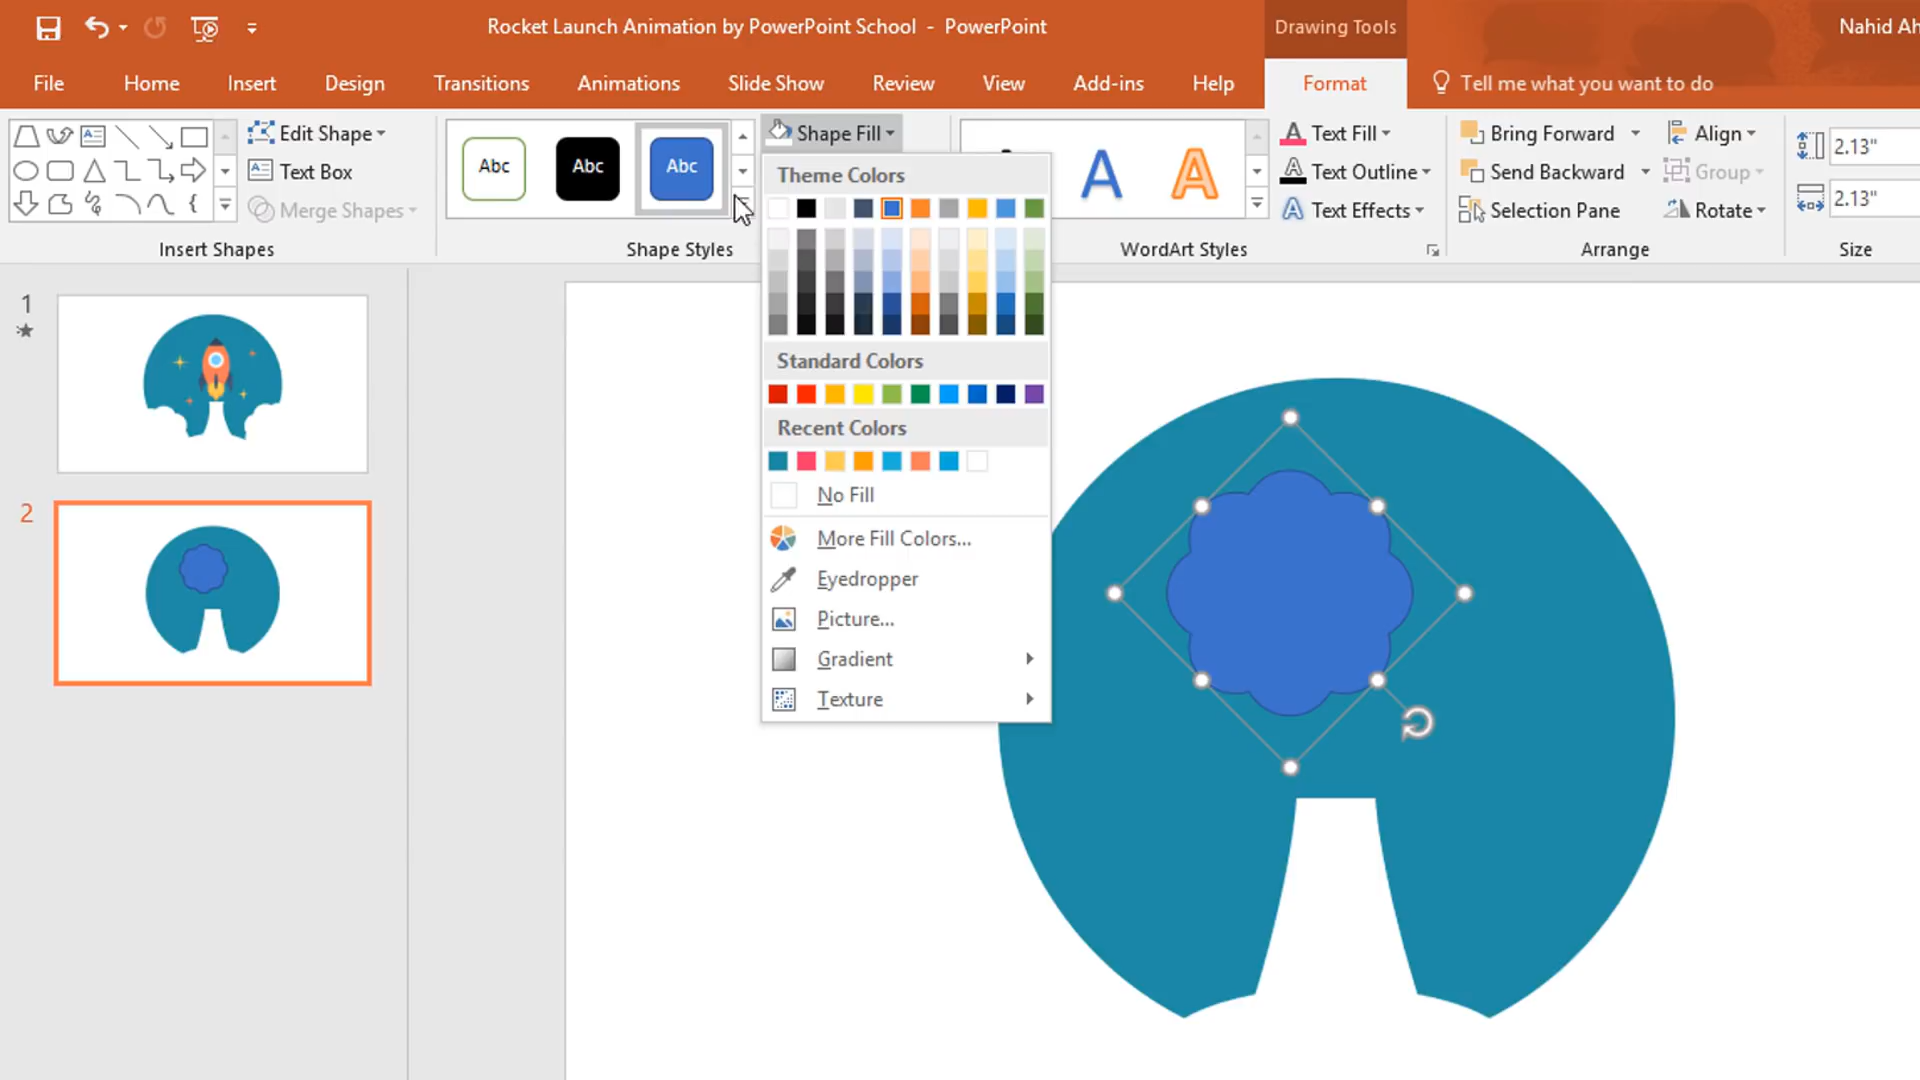 Rocket Launch Animation by PowerPoint School - PowerPoint
Drawing Tools
Nahid Ah
File Home Insert Design Transitions Animations Slide Show Review View Add-ins Help Format Tell me what you want to do
Edit Shape
Text Box
Merge Shapes
Insert Shapes
Abc Abc Abc
Shape Styles
Shape Fill
Theme Colors
Standard Colors
Recent Colors
No Fill
More Fill Colors...
Eyedropper
Picture...
Gradient
Texture
A A
WordArt Styles
Text Fill
Text Outline
Text Effects
Bring Forward
Send Backward
Selection Pane
Align
Group
Rotate
Arrange
2.13"
2.13"
Size
1
2